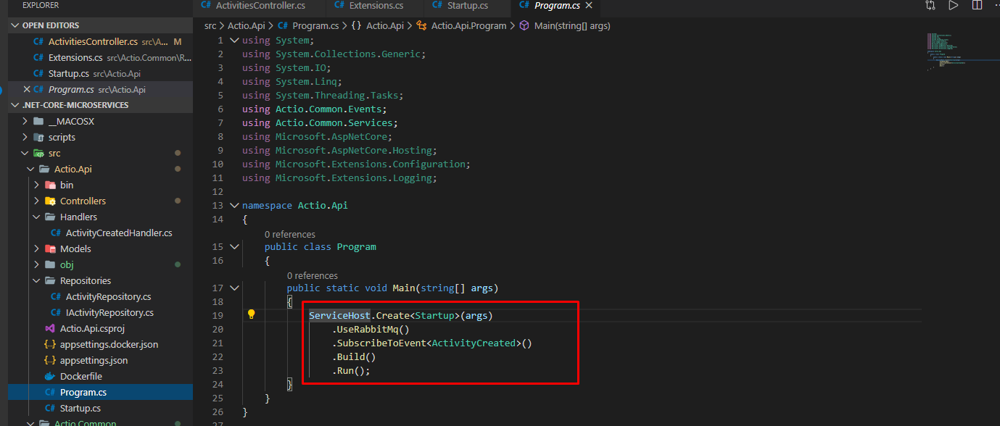 EXPLORER
OPEN EDITORS
C# ActivitiesController.cs src\A... M
C# Extensions.cs src\Actio.Common\R...
C# Startup.cs src\Actio.Api
C# Program.cs src\Actio.Api
.NET-CORE-MICROSERVICES
__MACOSX
scripts
src
Actio.Api
bin
Controllers
Handlers
C# ActivityCreatedHandler.cs
Models
obj
Repositories
C# ActivityRepository.cs
C# IActivityRepository.cs
Actio.Api.csproj
{..} appsettings.docker.json
{..} appsettings.json
Dockerfile
C# Program.cs
C# Startup.cs
Actio.Common
C# ActivitiesController.cs C# Extensions.cs C# Startup.cs C# Program.cs
src > Actio.Api > C# Program.cs > {} Actio.Api > Actio.Api.Program > Main(string[] args)
1 using System;
2 using System.Collections.Generic;
3 using System.IO;
4 using System.Linq;
5 using System.Threading.Tasks;
6 using Actio.Common.Events;
7 using Actio.Common.Services;
8 using Microsoft.AspNetCore;
9 using Microsoft.AspNetCore.Hosting;
10 using Microsoft.Extensions.Configuration;
11 using Microsoft.Extensions.Logging;
12
13 namespace Actio.Api
14 {
0 references
15 public class Program
16 {
0 references
17 public static void Main(string[] args)
18 {
19 ServiceHost.Create<Startup>(args)
20 .UseRabbitMq()
21 .SubscribeToEvent<ActivityCreated>()
22 .Build()
23 .Run();
24 }
25 }
26 }
27